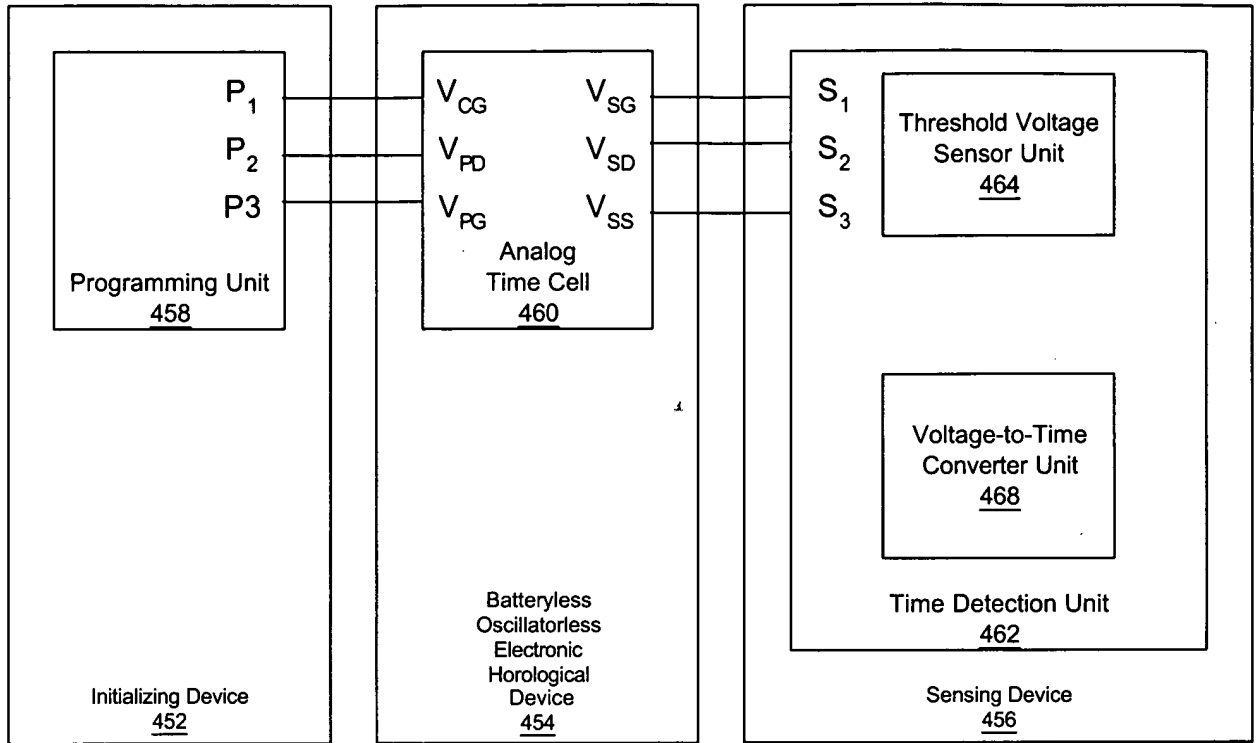 P1
P2
P3
Programming Unit
458
Initializing Device
452
VCG
VPD
VPG
VSG
VSD
VSS
Analog
Time Cell
460
Batteryless
Oscillatorless
Electronic
Horological
Device
454
S1
S2
S3
Threshold Voltage
Sensor Unit
464
Voltage-to-Time
Converter Unit
468
Time Detection Unit
462
Sensing Device
456